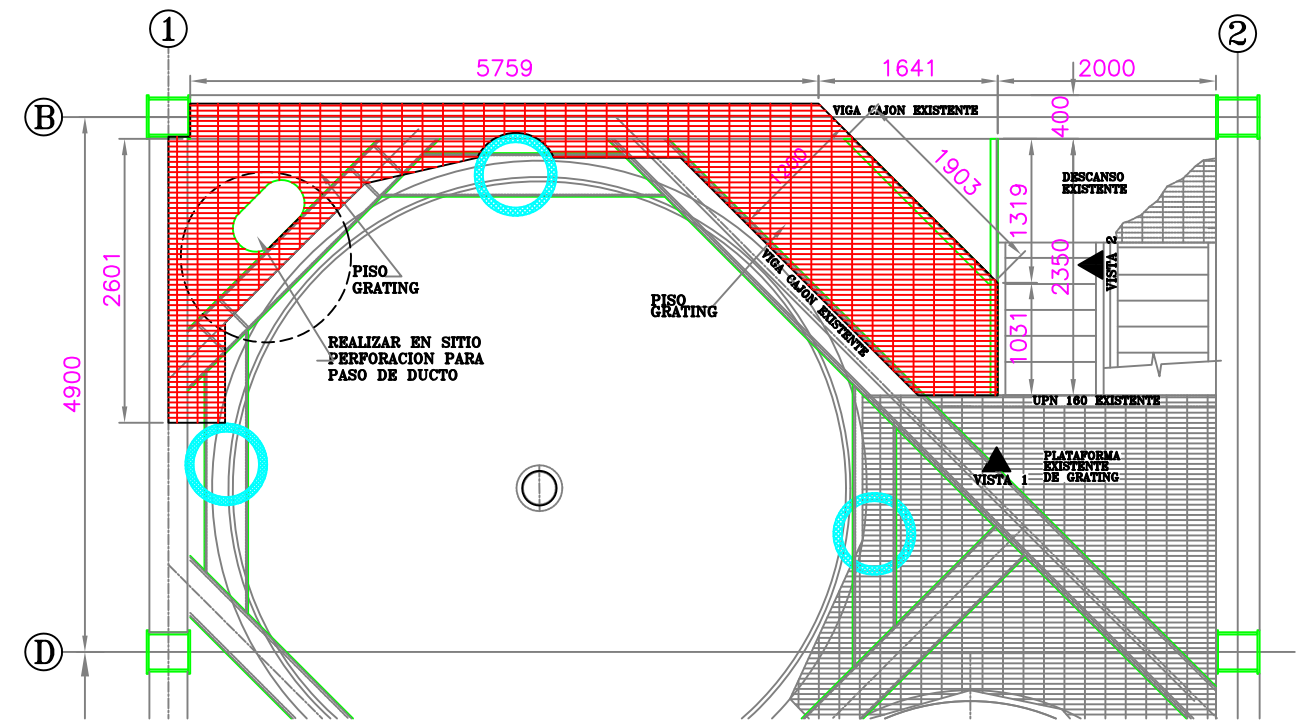 1
2
5759
1641
2000
B
VIGA CAJON EXISTENTE
400
1200
1903
DESCANSO
EXISTENTE
1319
2350
VISTA 2
2601
PISO
GRATING
VIGA CAJON EXISTENTE
PISO
GRATING
REALIZAR EN SITIO
PERFORACION PARA
PASO DE DUCTO
1031
4900
UPN 160 EXISTENTE
PLATAFORMA
EXISTENTE
DE GRATING
VISTA 1
D